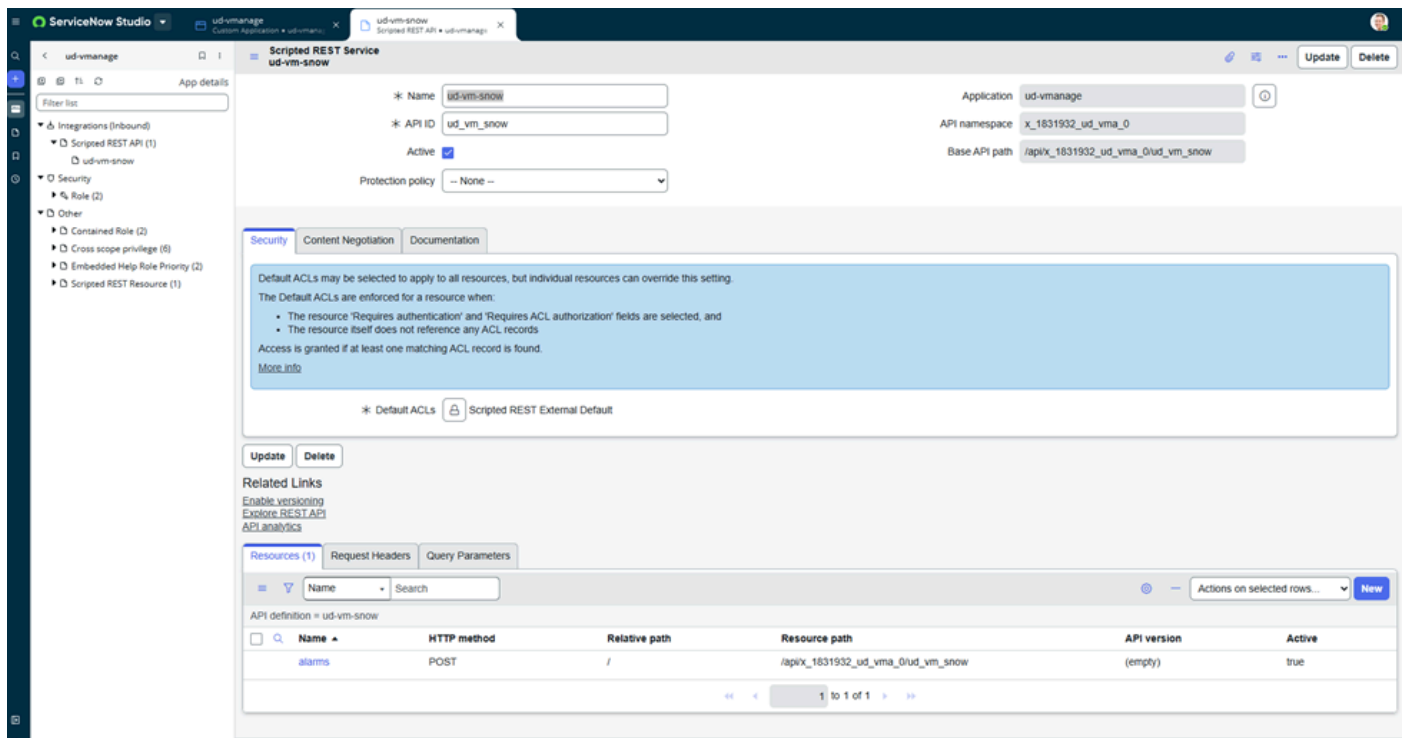 ServiceNow Studio
ud-vmanage
Custom Application • ud-vmana
ud-vm-snow
Scripted REST API • ud-vmanage
ud-vmanage
App details
Filter list
Integrations (Inbound)
Scripted REST API (1)
ud-vm-snow
Security
Role (2)
Other
Contained Role (2)
Cross scope privilege (6)
Embedded Help Role Priority (2)
Scripted REST Resource (1)
Scripted REST Service
ud-vm-snow
Update Delete
Name ud-vm-snow
Application ud-vmanage
API ID ud_vm_snow
API namespace x_1831932_ud_vma_0
Active
Base API path /api/x_1831932_ud_vma_0/ud_vm_snow
Protection policy -- None --
Security Content Negotiation Documentation
Default ACLs may be selected to apply to all resources, but individual resources can override this setting.
The Default ACLs are enforced for a resource when:
• The resource 'Requires authentication' and 'Requires ACL authorization' fields are selected, and
• The resource itself does not reference any ACL records
Access is granted if at least one matching ACL record is found.
More info
Default ACLs Scripted REST External Default
Update Delete
Related Links
Enable versioning
Explore REST API
API analytics
Resources (1) Request Headers Query Parameters
Name Search Actions on selected rows... New
API definition = ud-vm-snow
Name HTTP method Relative path Resource path API version Active
alarms POST / /api/x_1831932_ud_vma_0/ud_vm_snow (empty) true
1 to 1 of 1